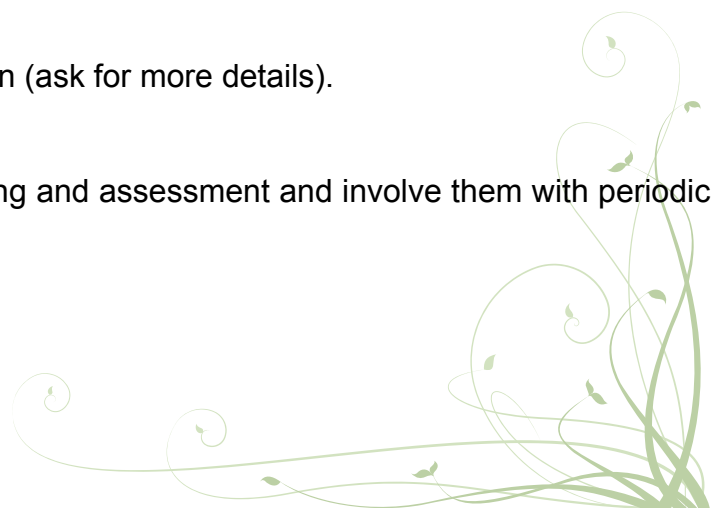 n (ask for more details).
ng and assessment and involve them with periodic